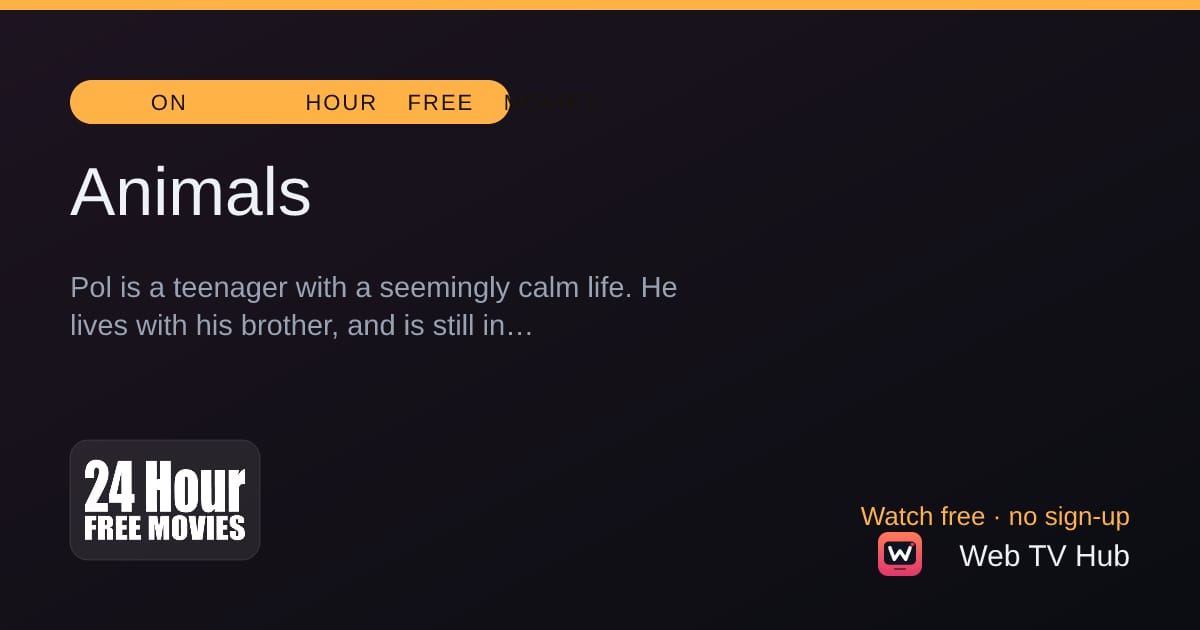 ON HOUR FREE MOVIES
Animals
Pol is a teenager with a seemingly calm life. He
lives with his brother, and is still in…
24 Hour
FREE MOVIES
Watch free · no sign-up
W
Web TV Hub